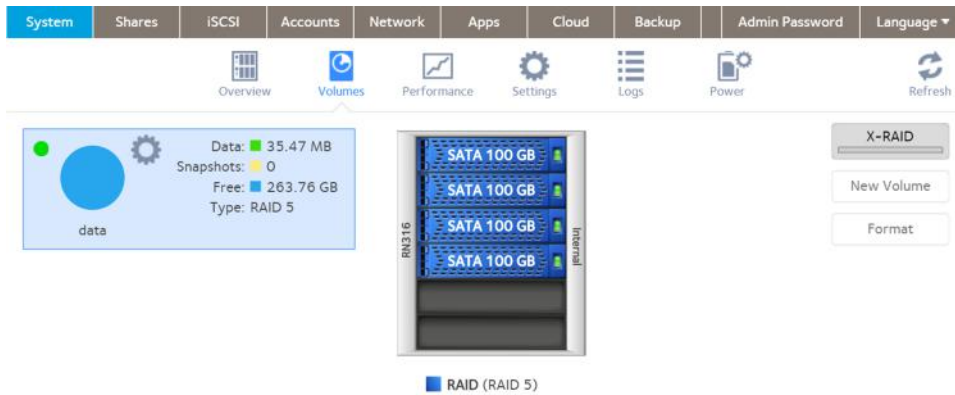 System Shares iSCSI Accounts Network Apps Cloud Backup Admin Password Language
Overview Volumes Performance Settings Logs Power Refresh
Data: 35.47 MB
Snapshots: 0
Free: 263.76 GB
Type: RAID 5
data
RN316
SATA 100 GB
SATA 100 GB
SATA 100 GB
SATA 100 GB
Internal
RAID (RAID 5)
X-RAID
New Volume
Format